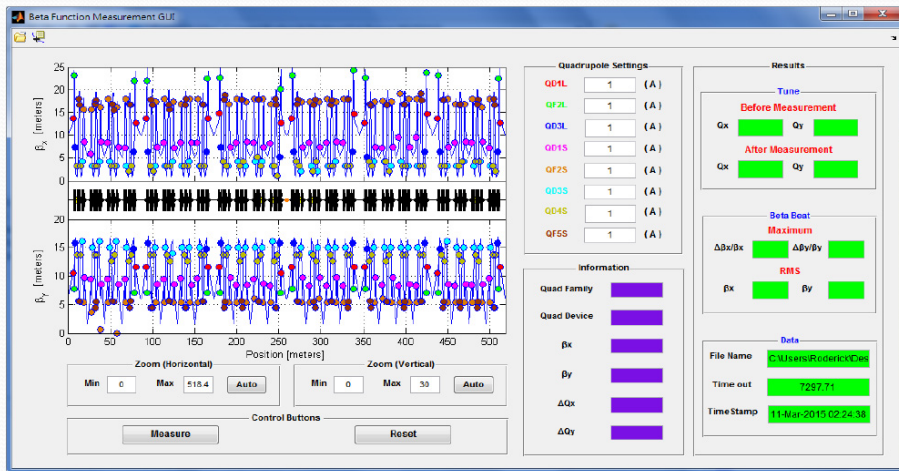 Beta Function Measurement GUI
25
20
15
10
5
0
βx [meters]
20
15
10
5
0
βy [meters]
0 50 100 150 200 250 300 350 400 450 500
Position [meters]
Zoom (Horizontal)
Min 0 Max 518.4 Auto
Zoom (Vertical)
Min 0 Max 30 Auto
Control Buttons
Measure Reset
Quadrupole Settings
QD1L 1 (A)
QF2L 1 (A)
QD3L 1 (A)
QD1S 1 (A)
QF2S 1 (A)
QD3S 1 (A)
QD4S 1 (A)
QF5S 1 (A)
Information
Quad Family
Quad Device
βx
βy
ΔQx
ΔQy
Results
Tune
Before Measurement
Qx Qy
After Measurement
Qx Qy
Beta Beat
Maximum
Δβx/βx Δβy/βy
RMS
βx βy
Data
File Name C:\Users\Roderick\Des
Time out 7297.71
Time Stamp 11-Mar-2015 02:24:38